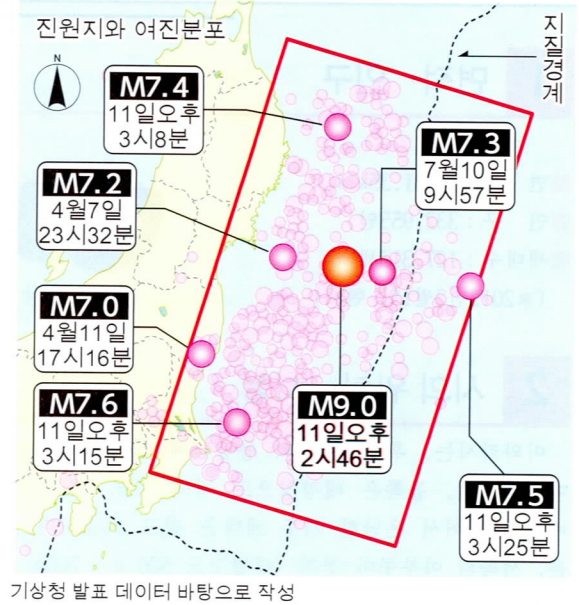 진원지와 여진분포
N
지질경계
M7.4
11일오후
3시8분
M7.3
7월10일
9시57분
M7.2
4월7일
23시32분
M7.0
4월11일
17시16분
M7.6
11일오후
3시15분
M9.0
11일오후
2시46분
M7.5
11일오후
3시25분
기상청 발표 데이터 바탕으로 작성